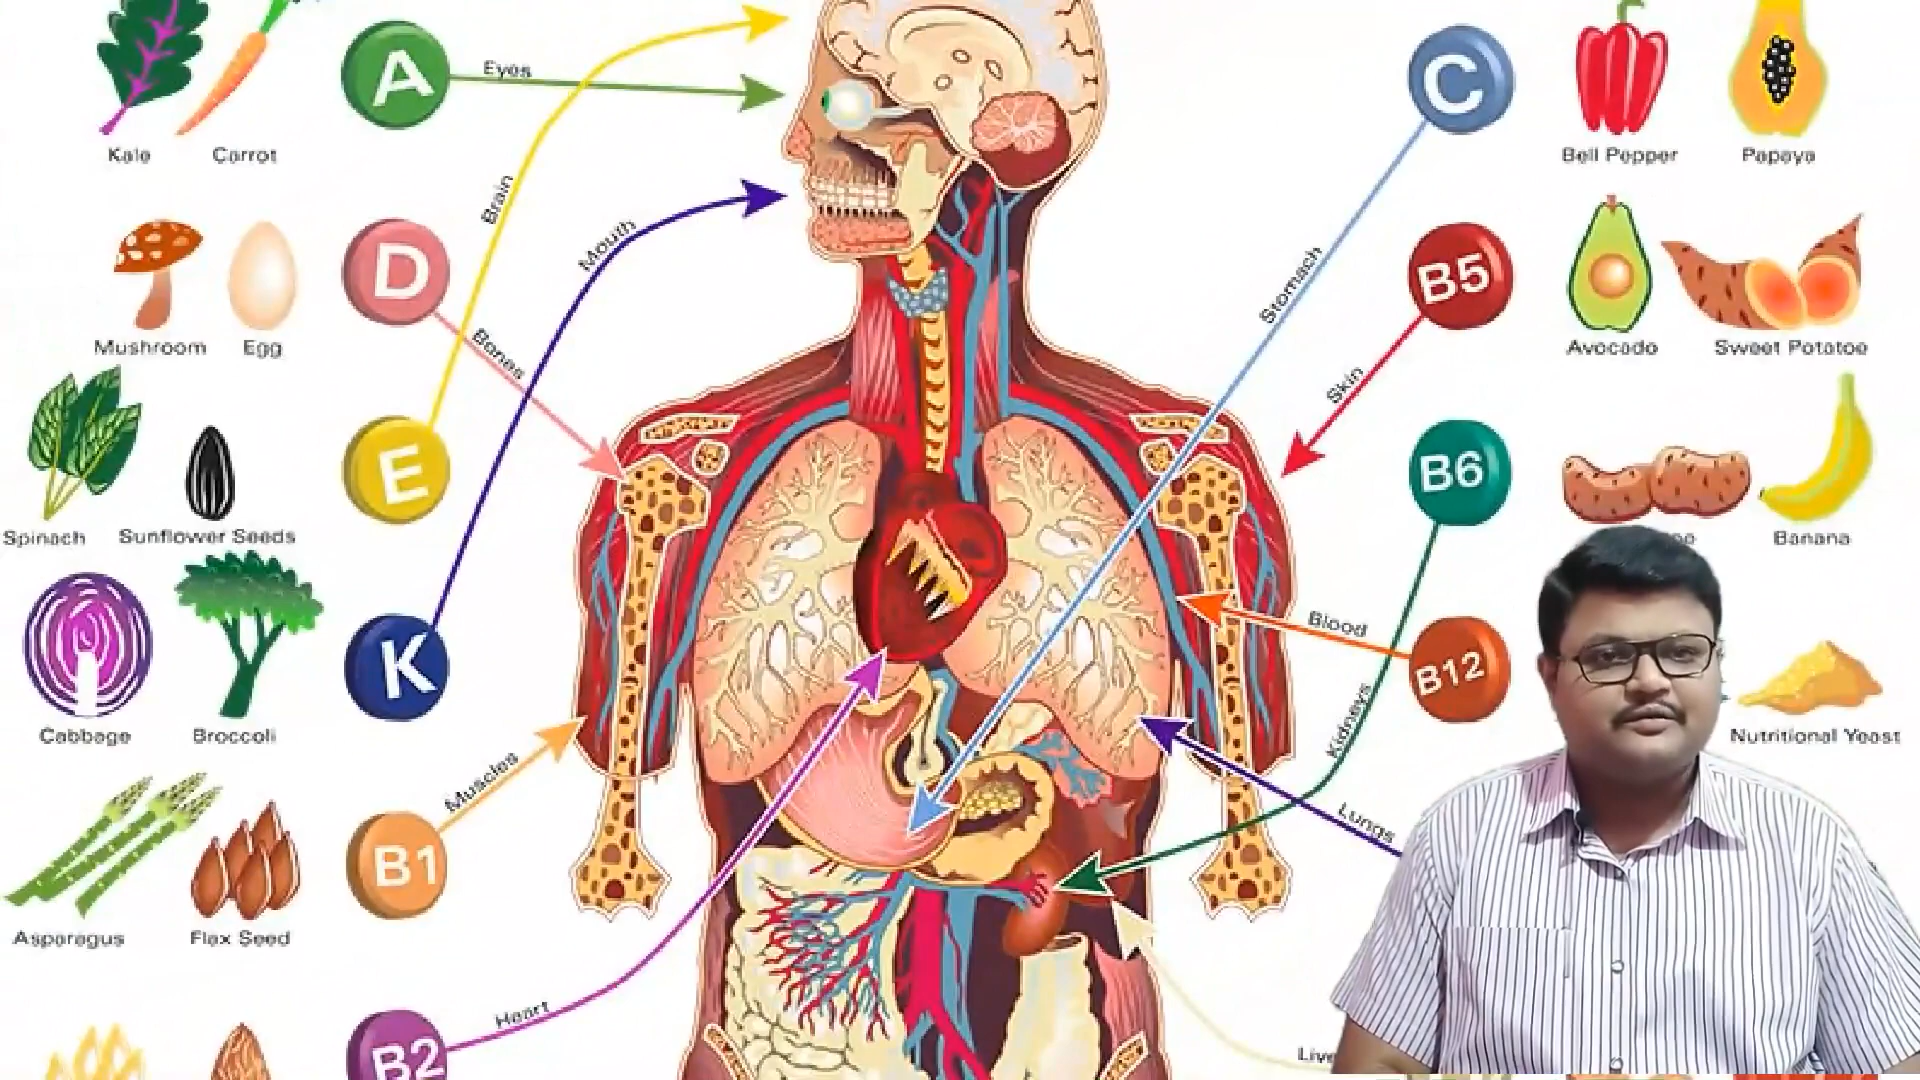 A
Eyes
C
Kale
Carrot
Bell Pepper
Papaya
Brain
Mouth
D
Bones
Stomach
B5
Skin
Mushroom
Egg
Avocado
Sweet Potatoe
E
B6
Spinach
Sunflower Seeds
Banana
K
Blood
B12
Kidneys
Cabbage
Broccoli
Nutritional Yeast
Muscles
B1
Lungs
Asparagus
Flax Seed
Heart
B2